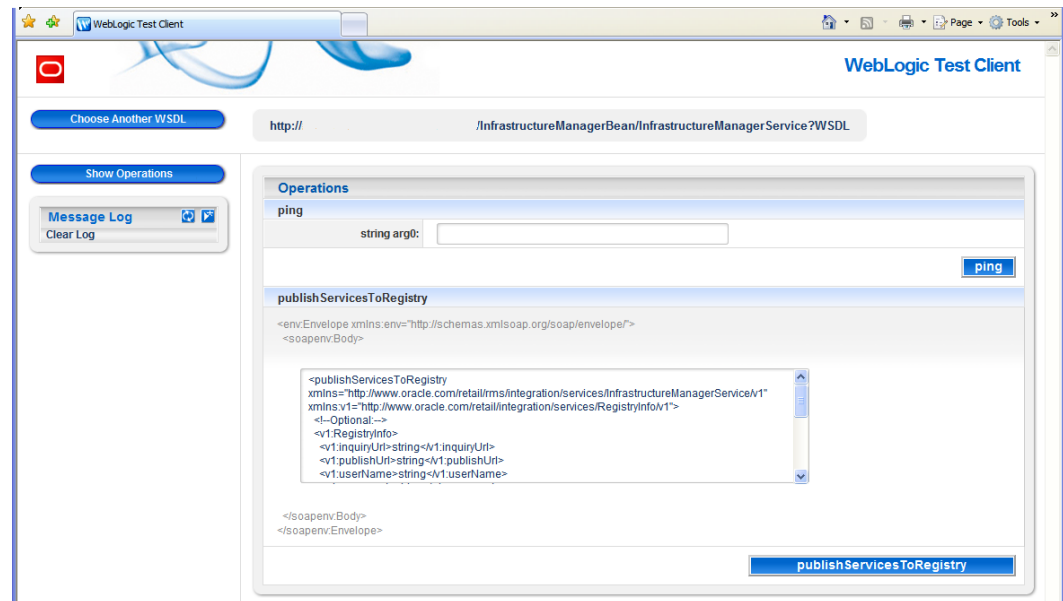 WebLogic Test Client
Page
Tools
»
WebLogic Test Client
Choose Another WSDL
http:// /InfrastructureManagerBean/InfrastructureManagerService?WSDL
Show Operations
Message Log
Clear Log
Operations
ping
string arg0:
ping
publishServicesToRegistry
<env:Envelope xmlns:env="http://schemas.xmlsoap.org/soap/envelope/">
<soapenv:Body>
<publishServicesToRegistry
xmlns="http://www.oracle.com/retail/rms/integration/services/InfrastructureManagerService/v1"
xmlns:v1="http://www.oracle.com/retail/integration/services/RegistryInfo/v1">
<!--Optional:-->
<v1:RegistryInfo>
<v1:inquiryUrl>string</v1:inquiryUrl>
<v1:publishUrl>string</v1:publishUrl>
<v1:userName>string</v1:userName>
</soapenv:Body>
</soapenv:Envelope>
publishServicesToRegistry